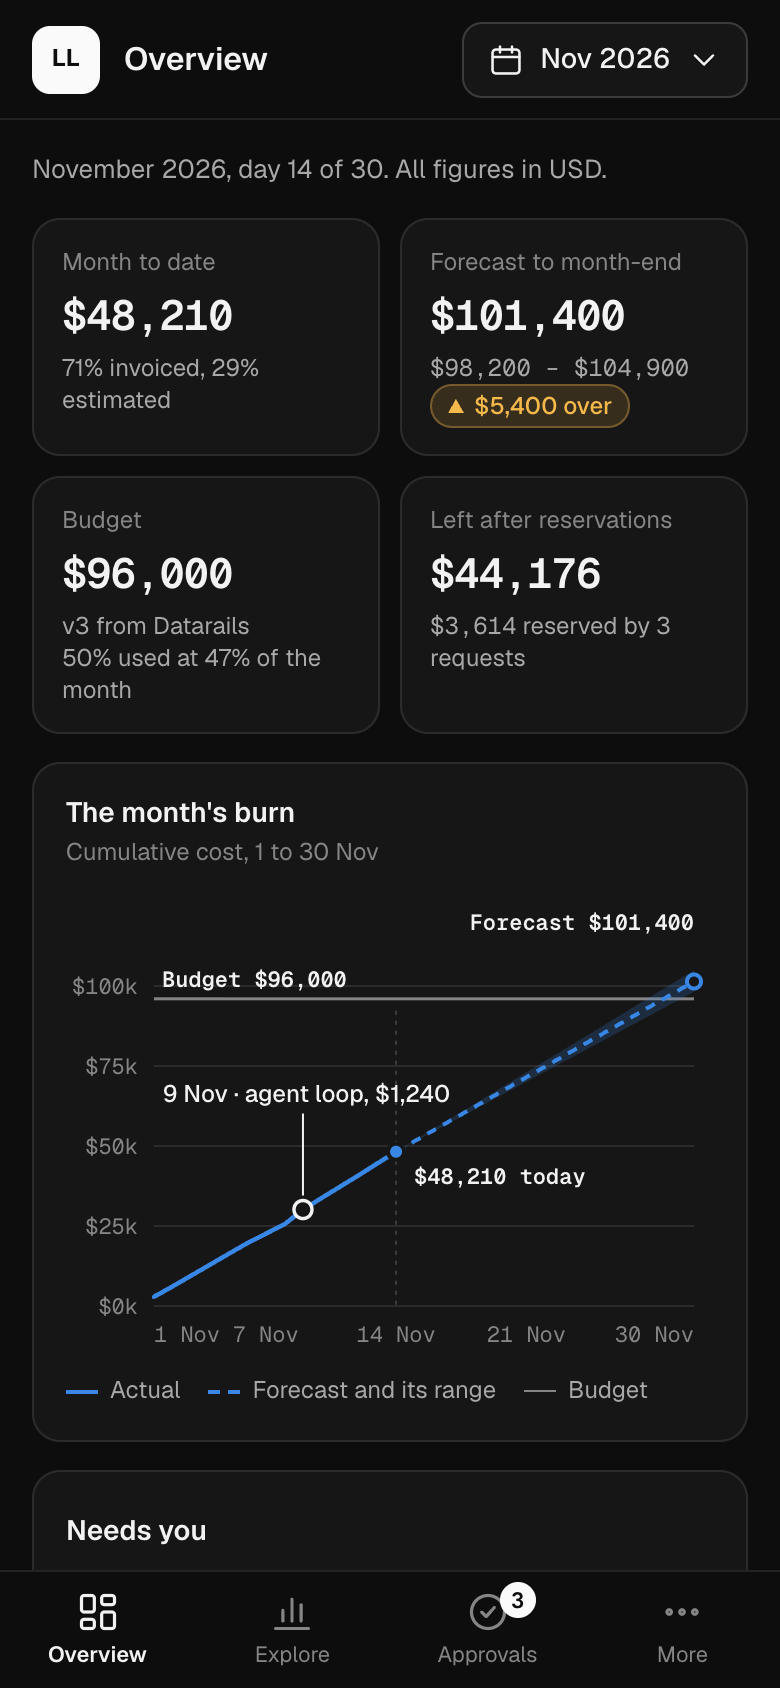 LL
Overview
Nov 2026
November 2026, day 14 of 30. All figures in USD.
Month to date
$48,210
71% invoiced, 29%
estimated
Forecast to month-end
$101,400
$98,200 – $104,900
▲ $5,400 over
Budget
$96,000
v3 from Datarails
50% used at 47% of the
month
Left after reservations
$44,176
$3,614 reserved by 3
requests
The month's burn
Cumulative cost, 1 to 30 Nov
Forecast $101,400
$100k
Budget $96,000
$75k
9 Nov · agent loop, $1,240
$50k
$48,210 today
$25k
$0k
1 Nov 7 Nov 14 Nov 21 Nov 30 Nov
Actual Forecast and its range Budget
Needs you
3
Overview Explore Approvals More